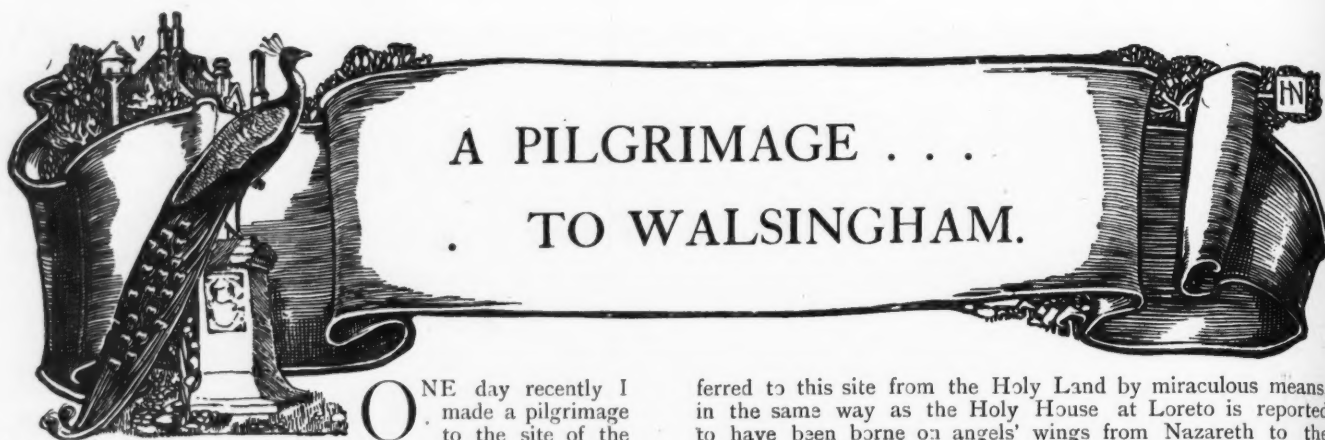 A PILGRIMAGE . . .
. TO WALSINGHAM.
HN
ONE day recently I
made a pilgrimage
to the site of the
ferred to this site from the Holy Land by miraculous means
in the same way as the Holy House at Loreto is reported
to have been borne on angels' wings from Nazareth to the